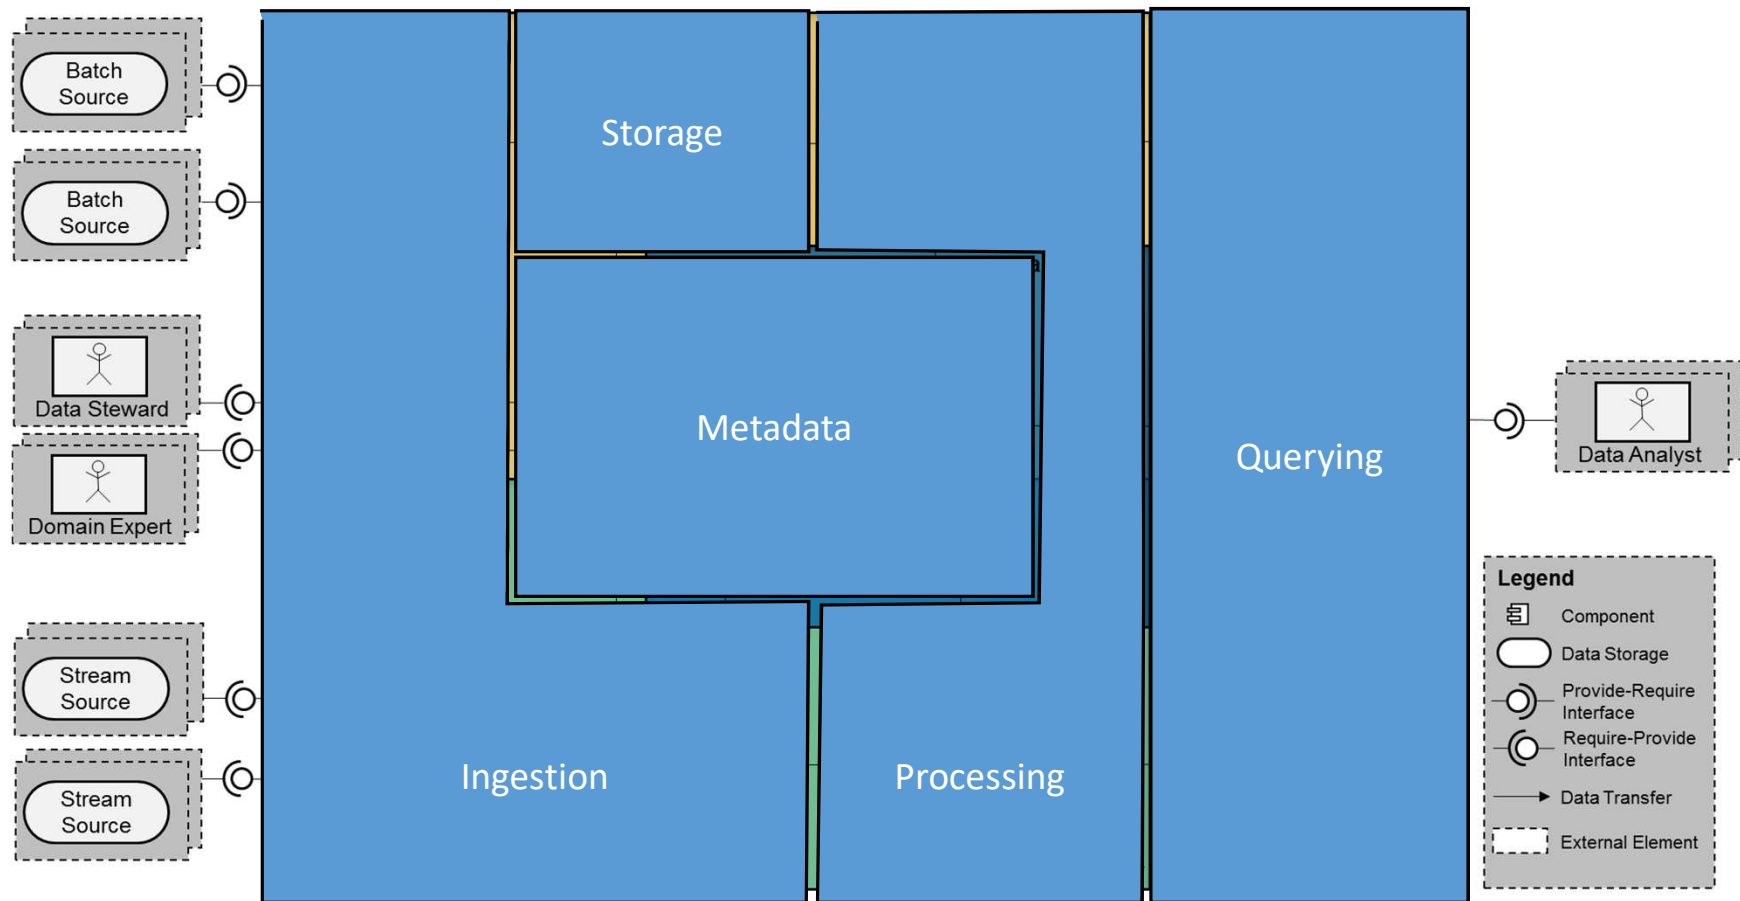 Batch
Source
Batch
Source
Data Steward
Domain Expert
Stream
Source
Stream
Source
Storage
Metadata
Ingestion
Processing
Querying
Data Analyst
Legend
Component
Data Storage
Provide-Require
Interface
Require-Provide
Interface
Data Transfer
External Element